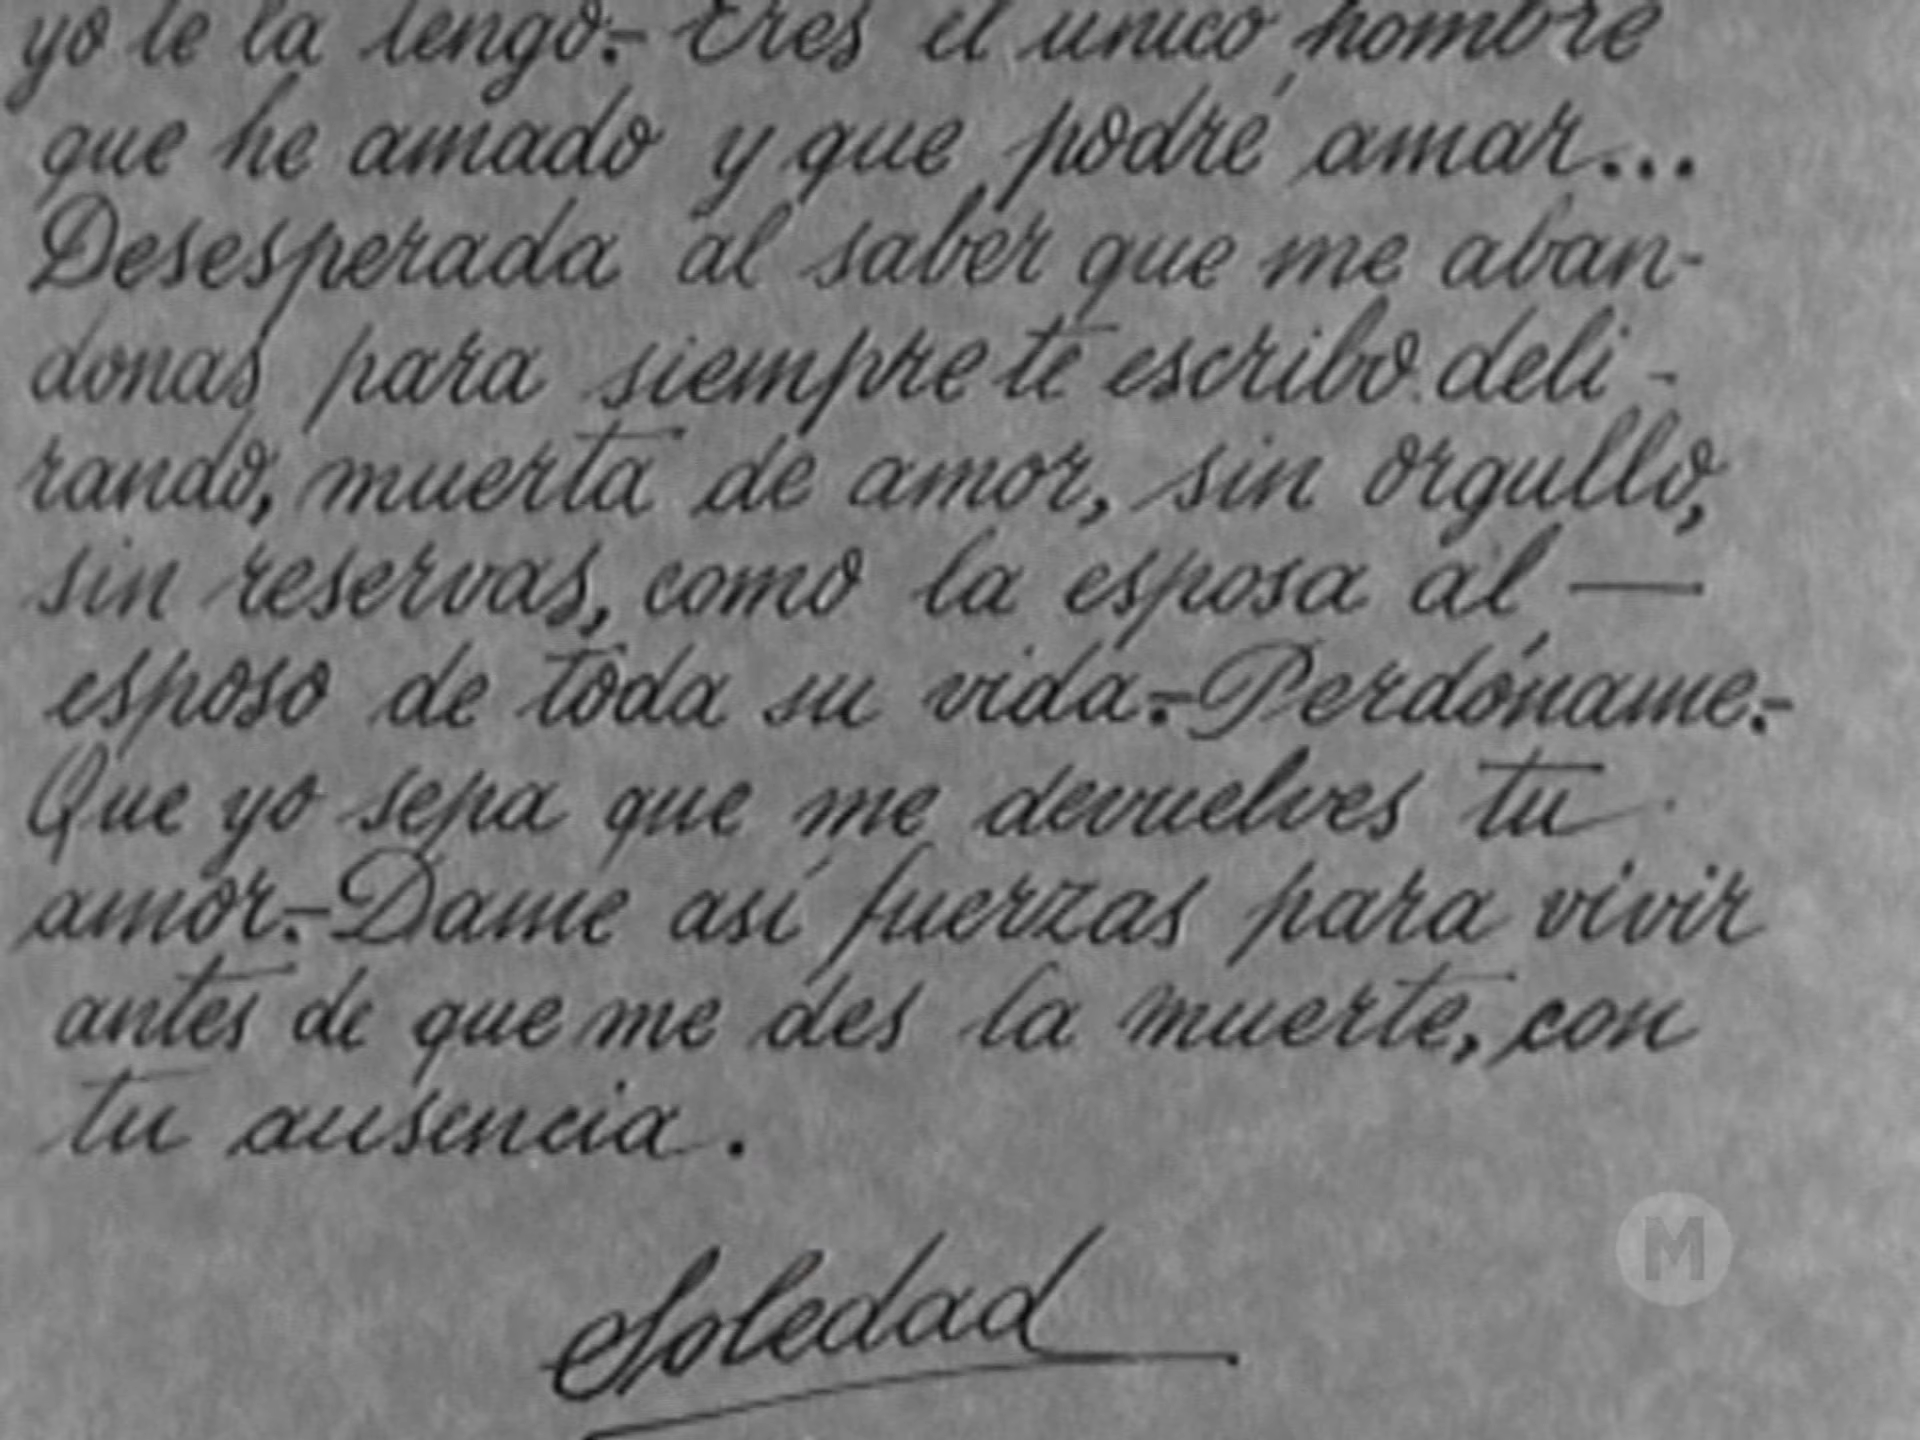 yo te la tengo.- Eres el unico hombre
que he amado y que podré amar...
Desesperada al saber que me aban-
donas para siempre te escribo deli-
rando, muerta de amor, sin orgullo,
sin reservas, como la esposa al —
esposo de toda su vida.- Perdóname.-
Que yo sepa que me devuelves tu
amor.- Dame así fuerzas para vivir
antes de que me des la muerte, con
tu ausencia.
Soledad
M